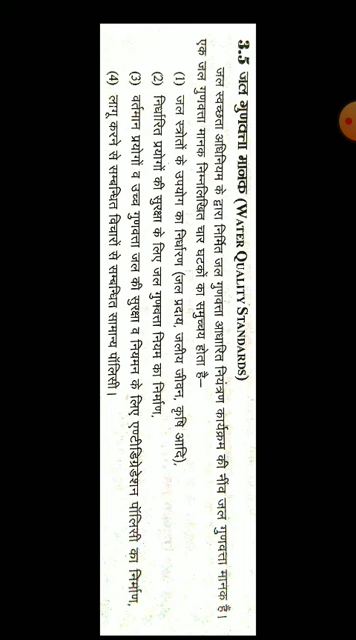 3.5 जल गुणवत्ता मानक (WATER QUALITY STANDARDS)
जल स्वच्छता अधिनियम के द्वारा निर्मित जल गुणवत्ता आधारित नियंत्रण कार्यक्रम की नींव जल गुणवत्ता मानक है।
एक जल गुणवत्ता मानक निम्नलिखित चार घटकों का समुच्चय होता है–
(1) जल स्त्रोतों के उपयोग का निर्धारण (जल प्रदाय, जलीय जीवन, कृषि आदि),
(2) निर्धारित प्रयोगों की सुरक्षा के लिए जल गुणवत्ता नियम का निर्माण,
(3) वर्तमान प्रयोगों व उच्च गुणवत्ता जल की सुरक्षा व नियमन के लिए एण्टीडिग्रेडेशन पॉलिसी का निर्माण,
(4) लागू करने से सम्बन्धित विचारों से सम्बन्धित सामान्य पॉलिसी।